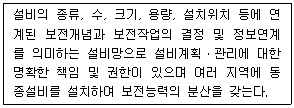 설비의 종류, 수, 크기, 용량, 설치위치 등에 연
계된 보전개념과 보전작업의 결정 및 정보연계
를 의미하는 설비망으로 설비계획·관리에 대한
명확한 책임 및 권한이 있으며 여러 지역에 동
종설비를 설치하여 보전능력의 분산을 갖는다.